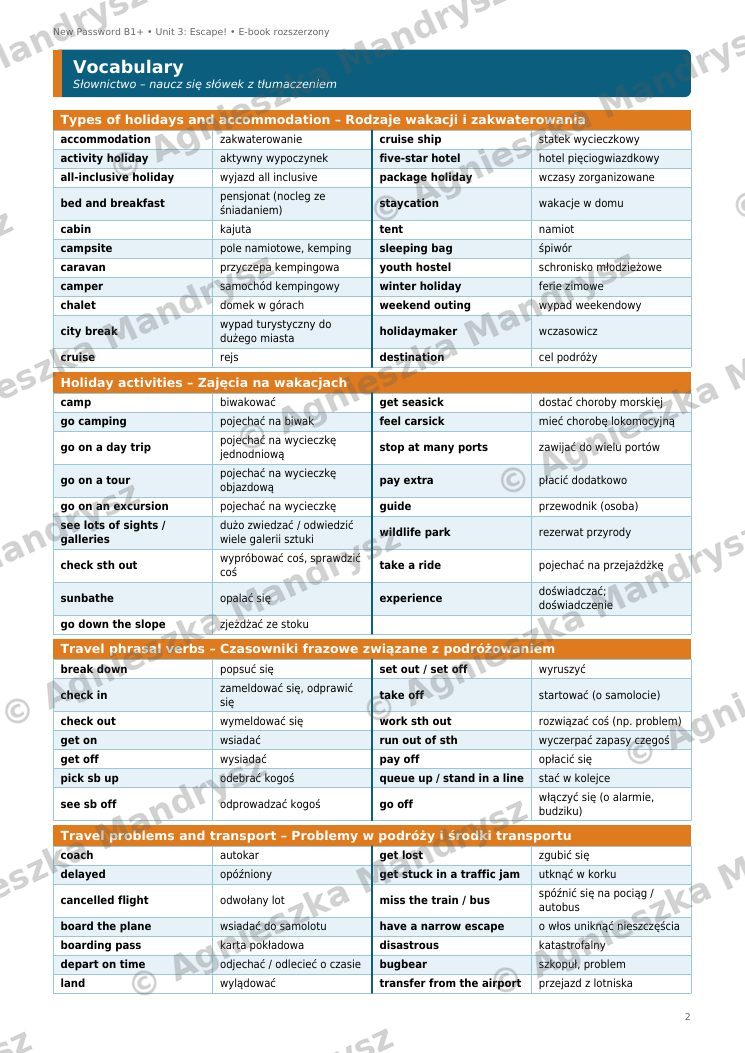 New Password B1+ • Unit 3: Escape! • E-book rozszerzony
Vocabulary
Słownictwo – naucz się słówek z tłumaczeniem
Types of holidays and accommodation – Rodzaje wakacji i zakwaterowania
accommodation zakwaterowanie cruise ship statek wycieczkowy
activity holiday aktywny wypoczynek five-star hotel hotel pięciogwiazdkowy
all-inclusive holiday wyjazd all inclusive package holiday wczasy zorganizowane
bed and breakfast pensjonat (nocleg ze śniadaniem) staycation wakacje w domu
cabin kajuta tent namiot
campsite pole namiotowe, kemping sleeping bag śpiwór
caravan przyczepa kempingowa youth hostel schronisko młodzieżowe
camper samochód kempingowy winter holiday ferie zimowe
chalet domek w górach weekend outing wypad weekendowy
city break wypad turystyczny do dużego miasta holidaymaker wczasowicz
cruise rejs destination cel podróży
Holiday activities – Zajęcia na wakacjach
camp biwakować get seasick dostać choroby morskiej
go camping pojechać na biwak feel carsick mieć chorobę lokomocyjną
go on a day trip pojechać na wycieczkę jednodniową stop at many ports zawijać do wielu portów
go on a tour pojechać na wycieczkę objazdową pay extra płacić dodatkowo
go on an excursion pojechać na wycieczkę guide przewodnik (osoba)
see lots of sights / galleries dużo zwiedzać / odwiedzić wiele galerii sztuki wildlife park rezerwat przyrody
check sth out wypróbować coś, sprawdzić coś take a ride pojechać na przejażdżkę
sunbathe opalać się experience doświadczać; doświadczenie
go down the slope zjeżdżać ze stoku
Travel phrasal verbs – Czasowniki frazowe związane z podróżowaniem
break down popsuć się set out / set off wyruszyć
check in zameldować się, odprawić się take off startować (o samolocie)
check out wymeldować się work sth out rozwiązać coś (np. problem)
get on wsiadać run out of sth wyczerpać zapasy czegoś
get off wysiadać pay off opłacić się
pick sb up odebrać kogoś queue up / stand in a line stać w kolejce
see sb off odprowadzać kogoś go off włączyć się (o alarmie, budziku)
Travel problems and transport – Problemy w podróży i środki transportu
coach autokar get lost zgubić się
delayed opóźniony get stuck in a traffic jam utknąć w korku
cancelled flight odwołany lot miss the train / bus spóźnić się na pociąg / autobus
board the plane wsiadać do samolotu have a narrow escape o włos uniknąć nieszczęścia
boarding pass karta pokładowa disastrous katastrofalny
depart on time odjechać / odlecieć o czasie bugbear szkopuł, problem
land wylądować transfer from the airport przejazd z lotniska
2
© Agnieszka Mandrysz